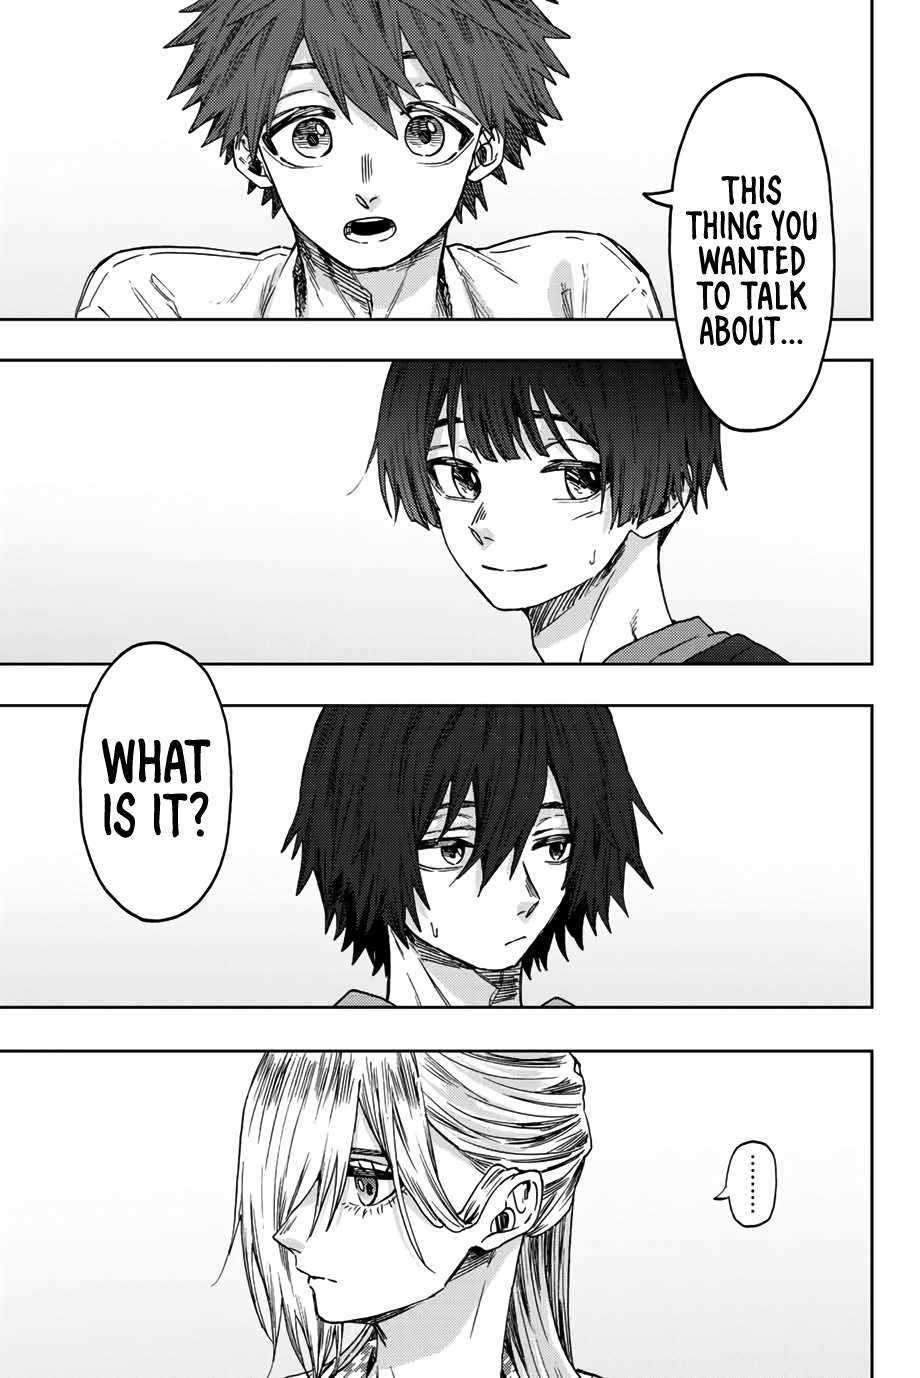 THIS
THING YOU
WANTED
TO TALK
ABOUT...
WHAT
IS IT?
.........